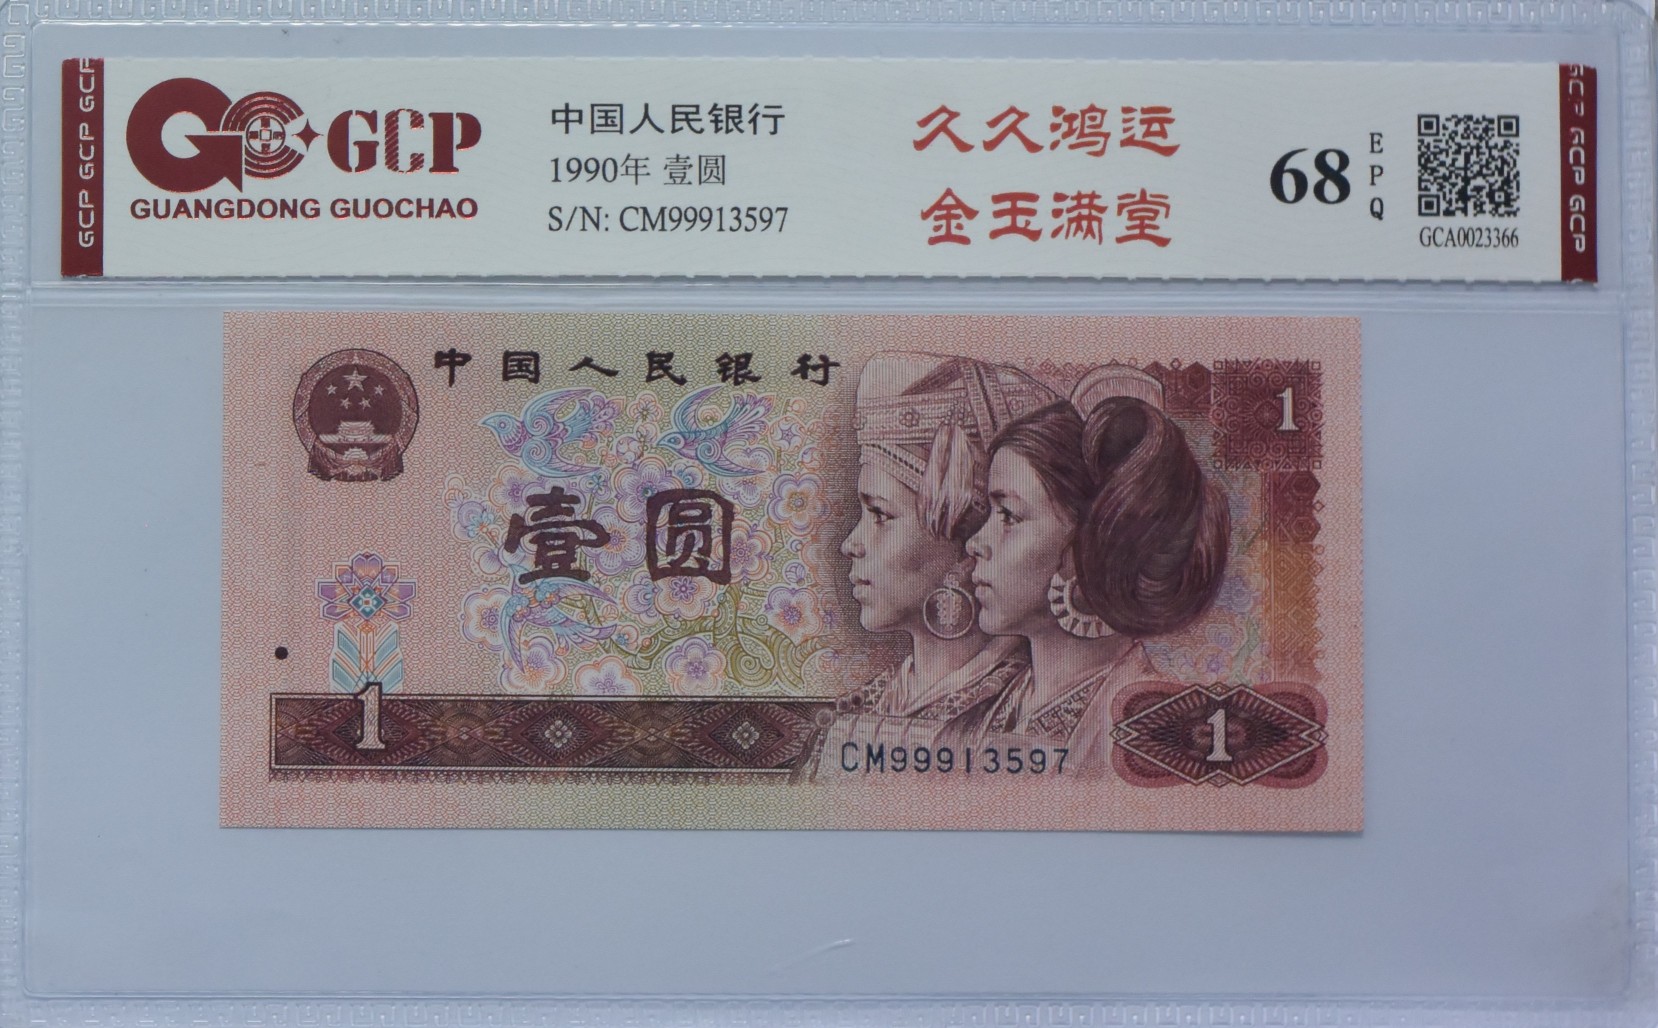 GCP GCP GCP
GCP
GUANGDONG GUOCHAO
中国人民银行
1990年 壹圆
S/N: CM99913597
久久鸿运
金玉满堂
68
EPQ
GCA0023366
GCP GCP GCP
中国人民银行
1
壹圆
1
1
CM99913597